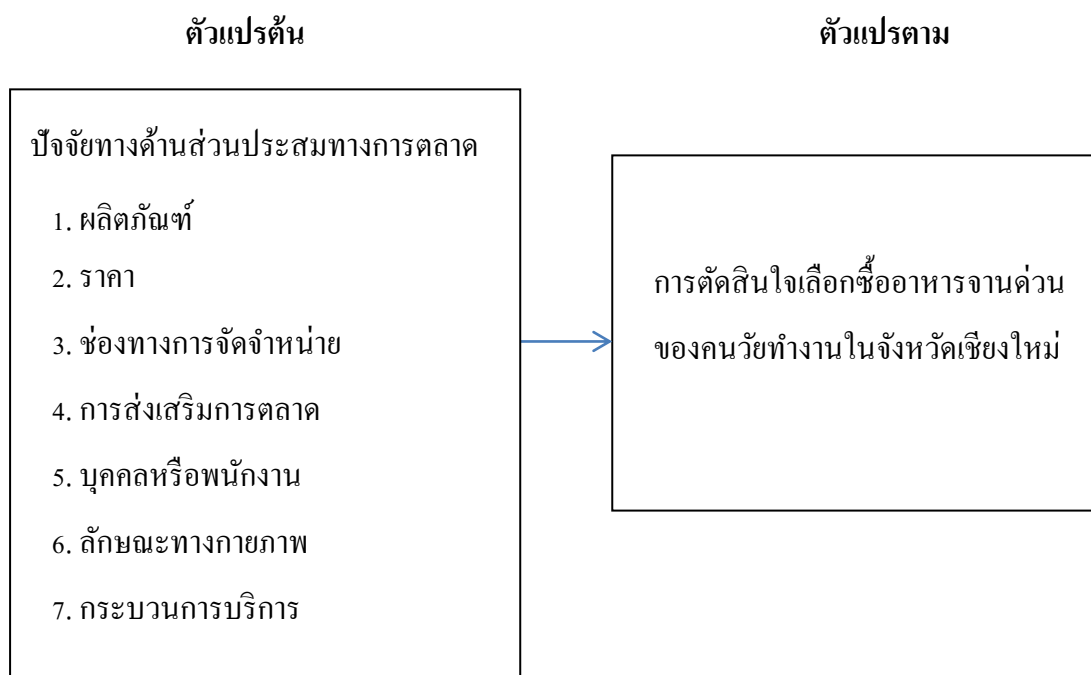 ตัวแปรต้น
ตัวแปรตาม
ปัจจัยทางด้านส่วนประสมทางการตลาด
1. ผลิตภัณฑ์
2. ราคา
3. ช่องทางการจัดจำหน่าย
4. การส่งเสริมการตลาด
5. บุคคลหรือพนักงาน
6. ลักษณะทางกายภาพ
7. กระบวนการบริการ
การตัดสินใจเลือกซื้ออาหารจานด่วน
ของคนวัยทำงานในจังหวัดเชียงใหม่